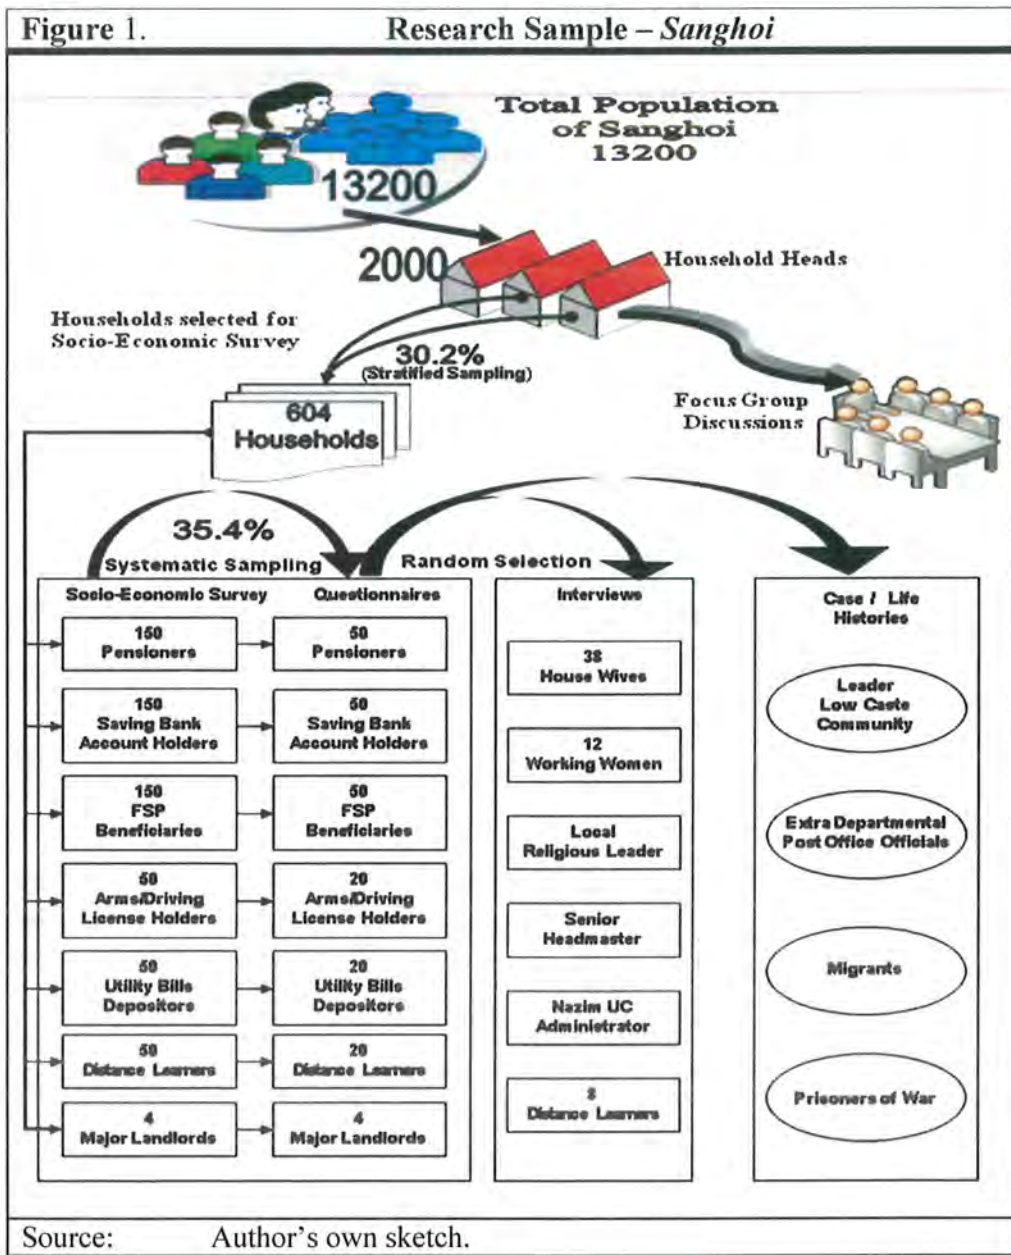 Figure 1. Research Sample – Sanghoi
Total Population
of Sanghoi
13200
13200
2000
Household Heads
Households selected for
Socio-Economic Survey
30.2%
(Stratified Sampling)
604
Households
Focus Group
Discussions
35.4%
Systematic Sampling
Random Selection
Socio-Economic Survey
Questionnaires
150
Pensioners
50
Pensioners
150
Saving Bank
Account Holders
50
Saving Bank
Account Holders
150
FSP
Beneficiaries
50
FSP
Beneficiaries
50
Arms/Driving
License Holders
20
Arms/Driving
License Holders
50
Utility Bills
Depositors
20
Utility Bills
Depositors
50
Distance Learners
20
Distance Learners
4
Major Landlords
4
Major Landlords
Interviews
38
House Wives
12
Working Women
Local
Religious Leader
Senior
Headmaster
Nazim UC
Administrator
8
Distance Learners
Case / Life
Histories
Leader
Low Caste
Community
Extra Departmental
Post Office Officials
Migrants
Prisoners of War
Source: Author's own sketch.